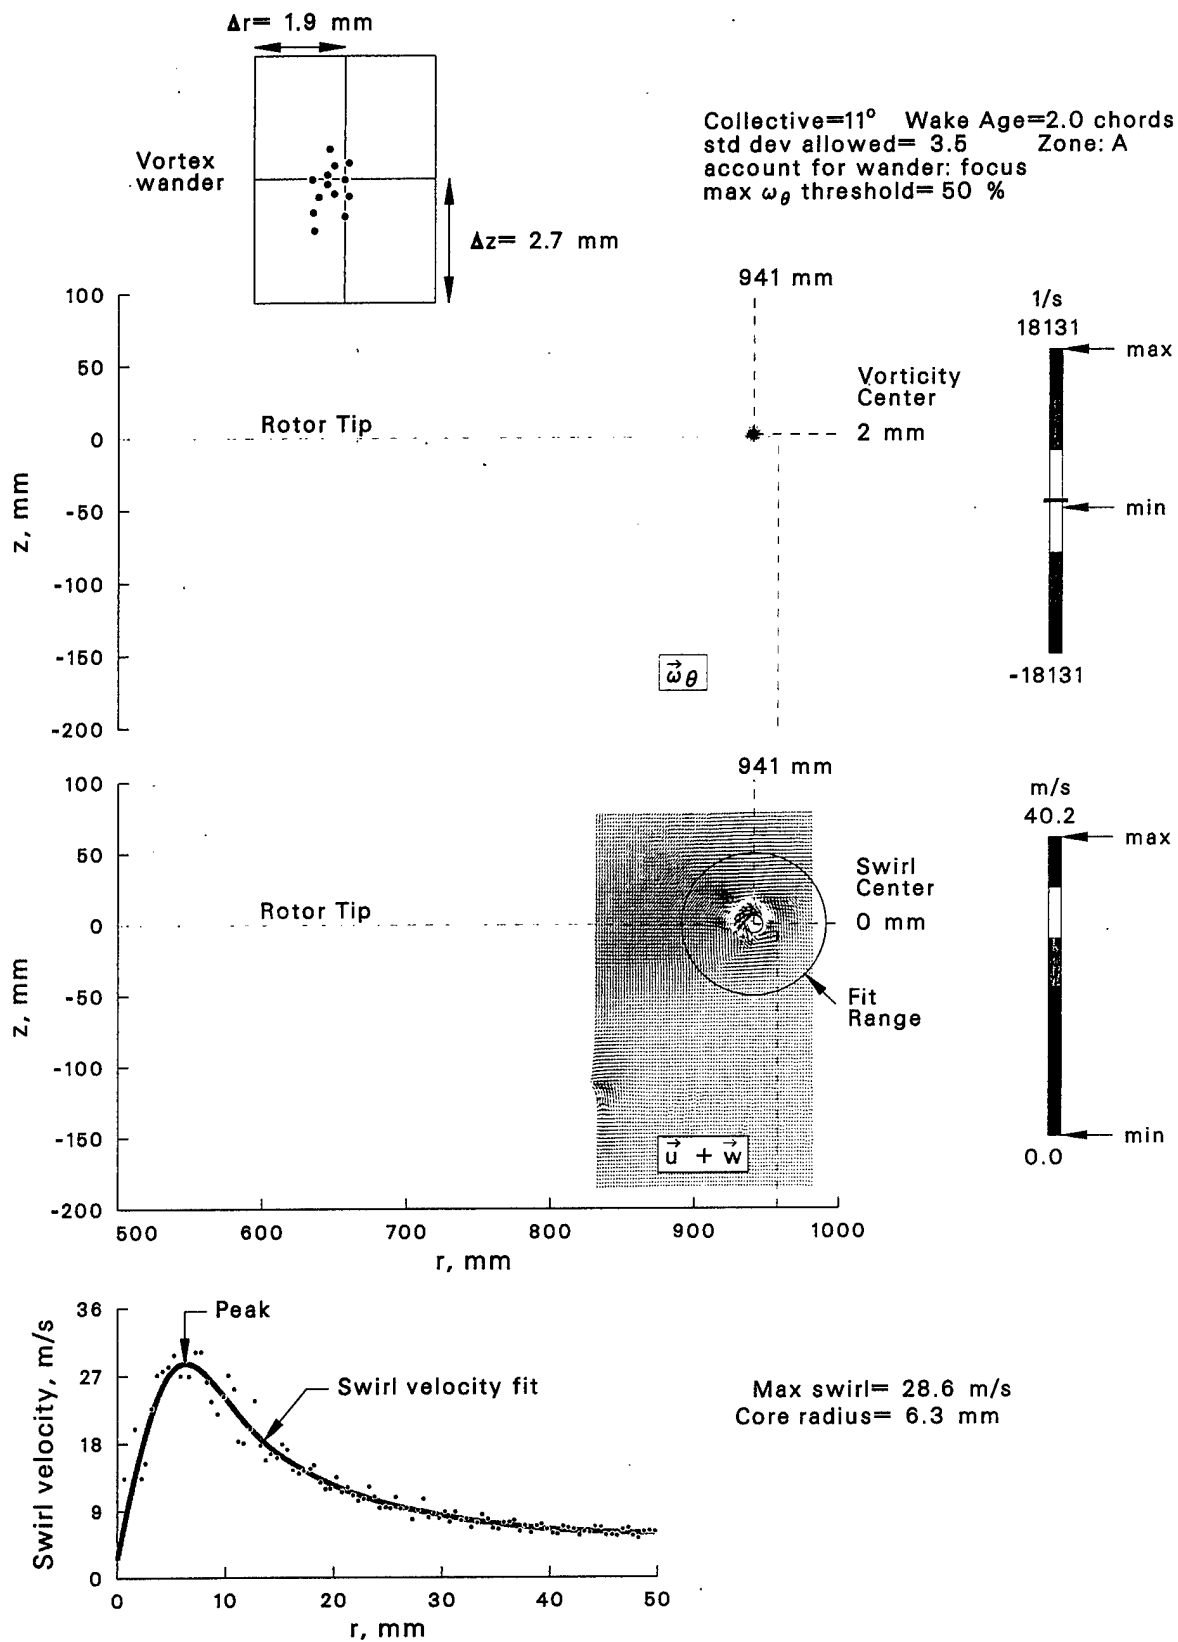 Δr= 1.9 mm
Vortex
wander
Δz= 2.7 mm
Collective=11° Wake Age=2.0 chords
std dev allowed= 3.5 Zone: A
account for wander: focus
max ω_θ threshold= 50 %
941 mm
1/s
18131
max
min
-18131
Vorticity
Center
2 mm
Rotor Tip
100
50
0
-50
-100
-150
-200
z, mm
ω⃗_θ
941 mm
m/s
40.2
max
min
0.0
Swirl
Center
0 mm
Rotor Tip
Fit
Range
100
50
0
-50
-100
-150
-200
z, mm
u⃗ + w⃗
500 600 700 800 900 1000
r, mm
Peak
Swirl velocity fit
Max swirl= 28.6 m/s
Core radius= 6.3 mm
36
27
18
9
0
Swirl velocity, m/s
0 10 20 30 40 50
r, mm